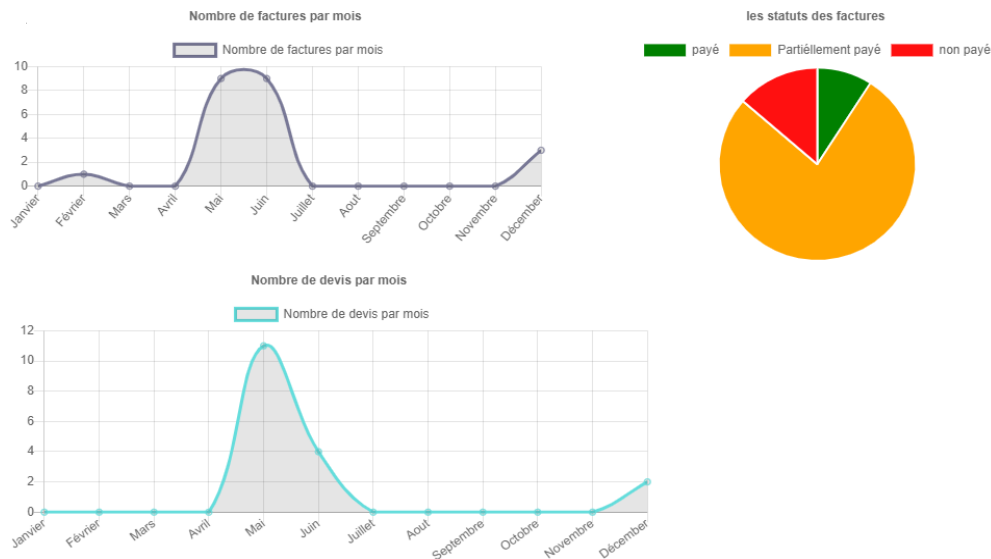 Nombre de factures par mois
Nombre de factures par mois
10
8
6
4
2
0
Janvier
Février
Mars
Avril
Mai
Juin
Juillet
Aout
Septembre
Octobre
Novembre
Décember
les statuts des factures
payé
Partiéllement payé
non payé
Nombre de devis par mois
Nombre de devis par mois
12
10
8
6
4
2
0
Janvier
Février
Mars
Avril
Mai
Juin
Juillet
Aout
Septembre
Octobre
Novembre
Décember